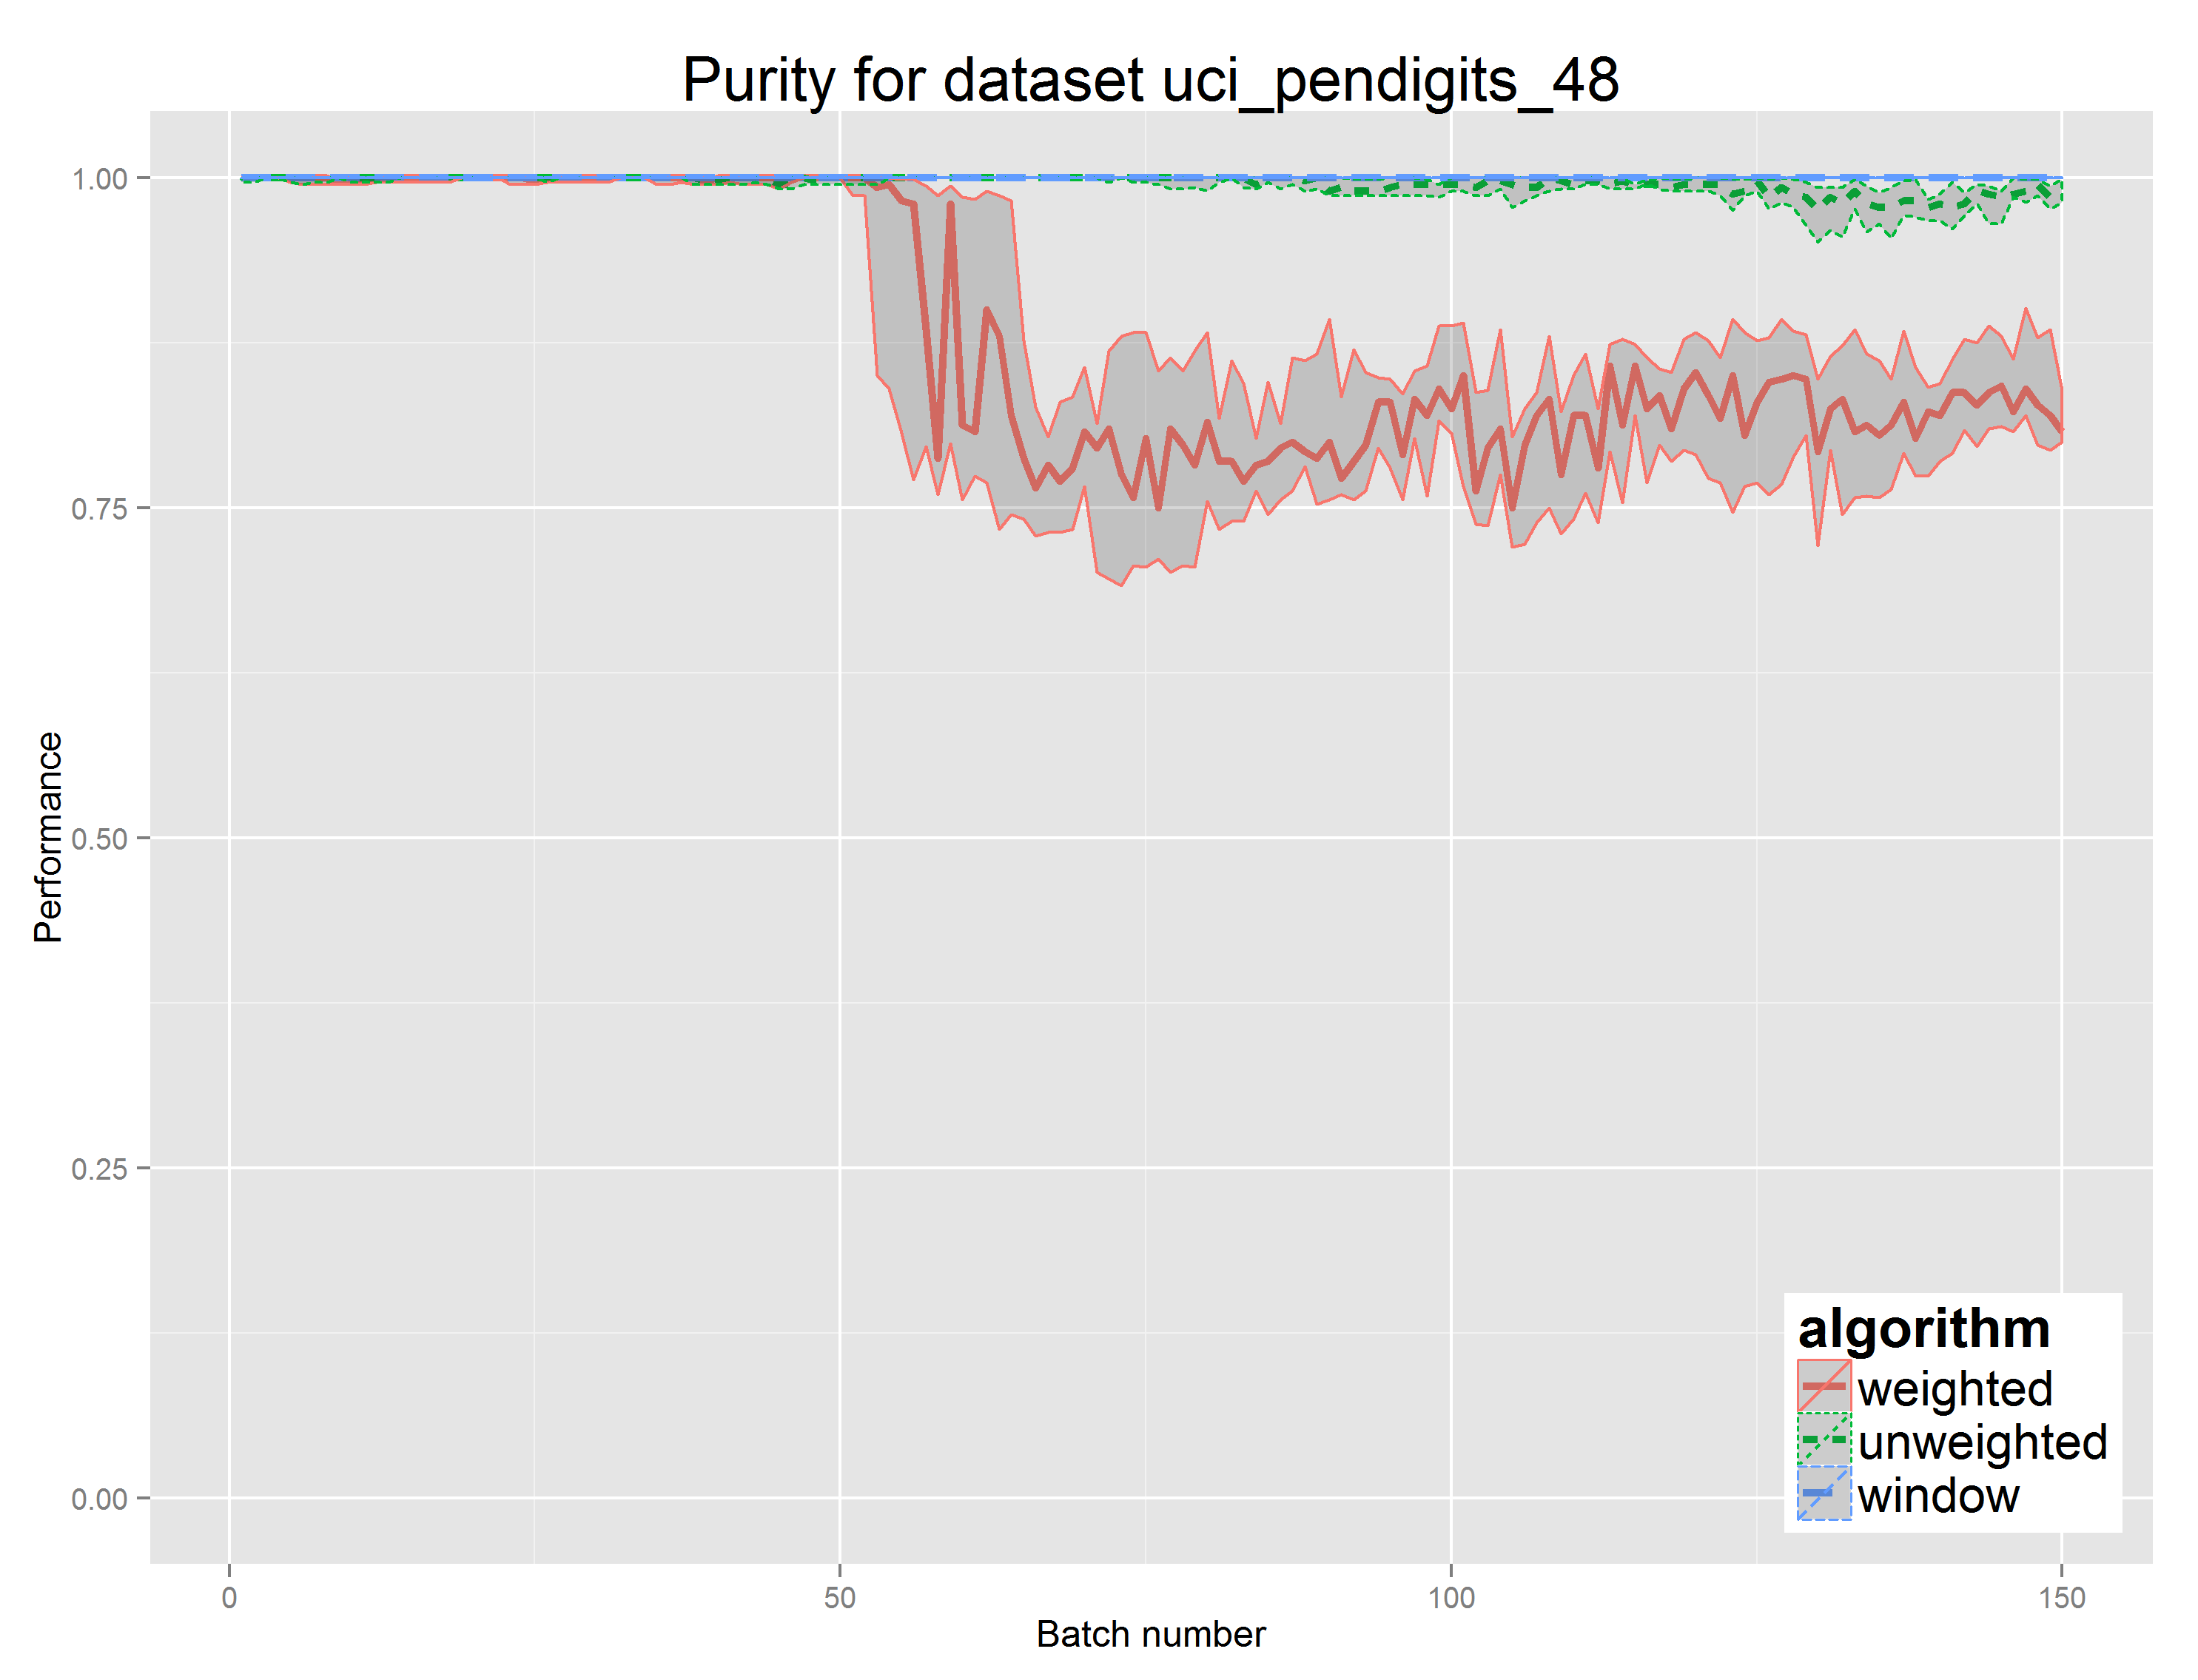 Purity for dataset uci_pendigits_48
1.00
0.75
0.50
0.25
0.00
Performance
0
50
100
150
Batch number
algorithm
weighted
unweighted
window